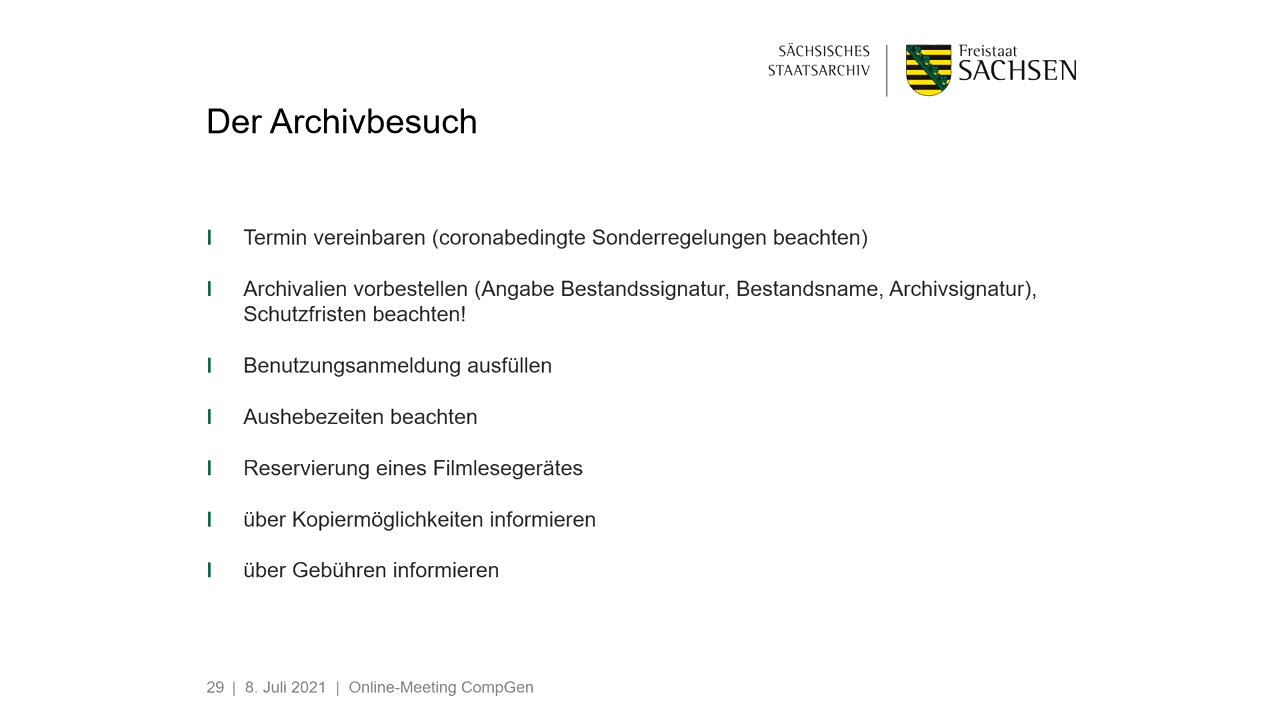 SÄCHSISCHES
STAATSARCHIV
Freistaat
SACHSEN
Der Archivbesuch
Termin vereinbaren (coronabedingte Sonderregelungen beachten)
Archivalien vorbestellen (Angabe Bestandssignatur, Bestandsname, Archivsignatur),
Schutzfristen beachten!
Benutzungsanmeldung ausfüllen
Aushebezeiten beachten
Reservierung eines Filmlesegerätes
über Kopiermöglichkeiten informieren
über Gebühren informieren
29 | 8. Juli 2021 | Online-Meeting CompGen